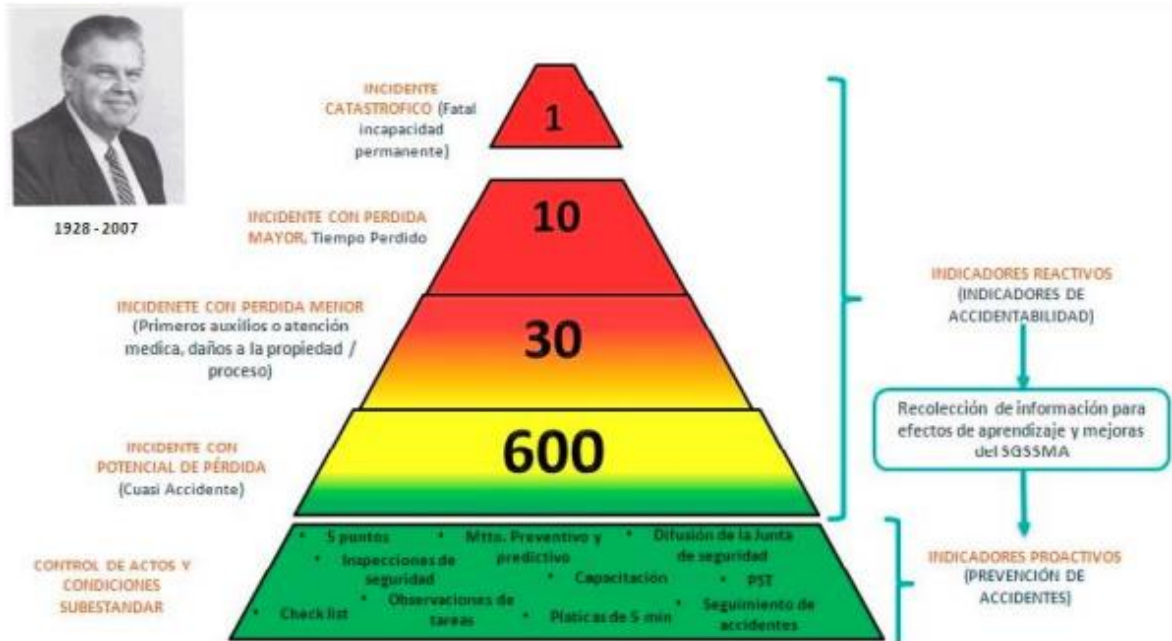 1928 - 2007
INCIDENTE
CATASTROFICO (Fatal
incapacidad
permanente)
1
INCIDENTE CON PERDIDA
MAYOR, Tiempo Perdido
10
INCIDENETE CON PERDIDA MENOR
(Primeros auxilios o atención
medica, daños a la propiedad /
proceso)
30
INCIDENTE CON
POTENCIAL DE PÉRDIDA
(Cuasi Accidente)
600
CONTROL DE ACTOS Y
CONDICIONES
SUBESTANDAR
• 5 puntos
• Mtto. Preventivo y
predictivo
• Difusión de la Junta
de seguridad
• Inspecciones de
seguridad
• Capacitación
• PST
• Check list
• Observaciones de
tareas
• Platicas de 5 min
• Seguimiento de
accidentes
INDICADORES REACTIVOS
(INDICADORES DE
ACCIDENTABILIDAD)
Recolección de información para
efectos de aprendizaje y mejoras
del SGSSMA
INDICADORES PROACTIVOS
(PREVENCIÓN DE
ACCIDENTES)